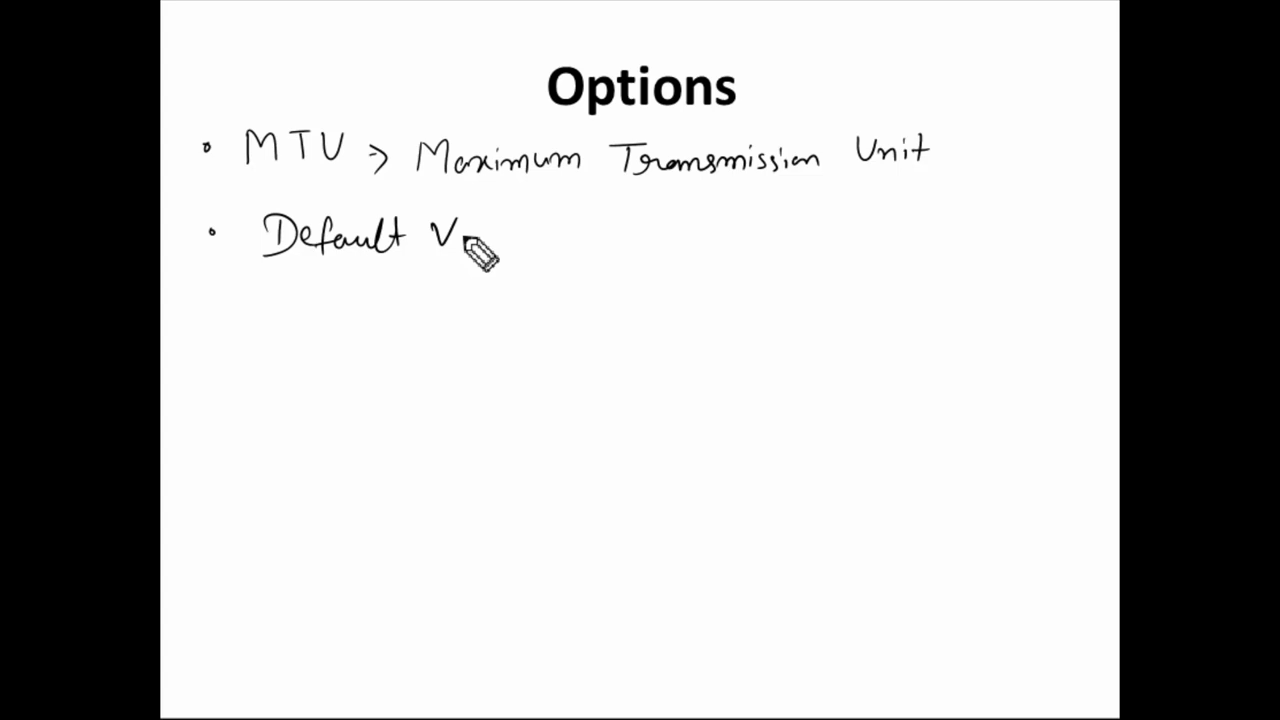 Options
• MTU → Maximum Transmission Unit
• Default V